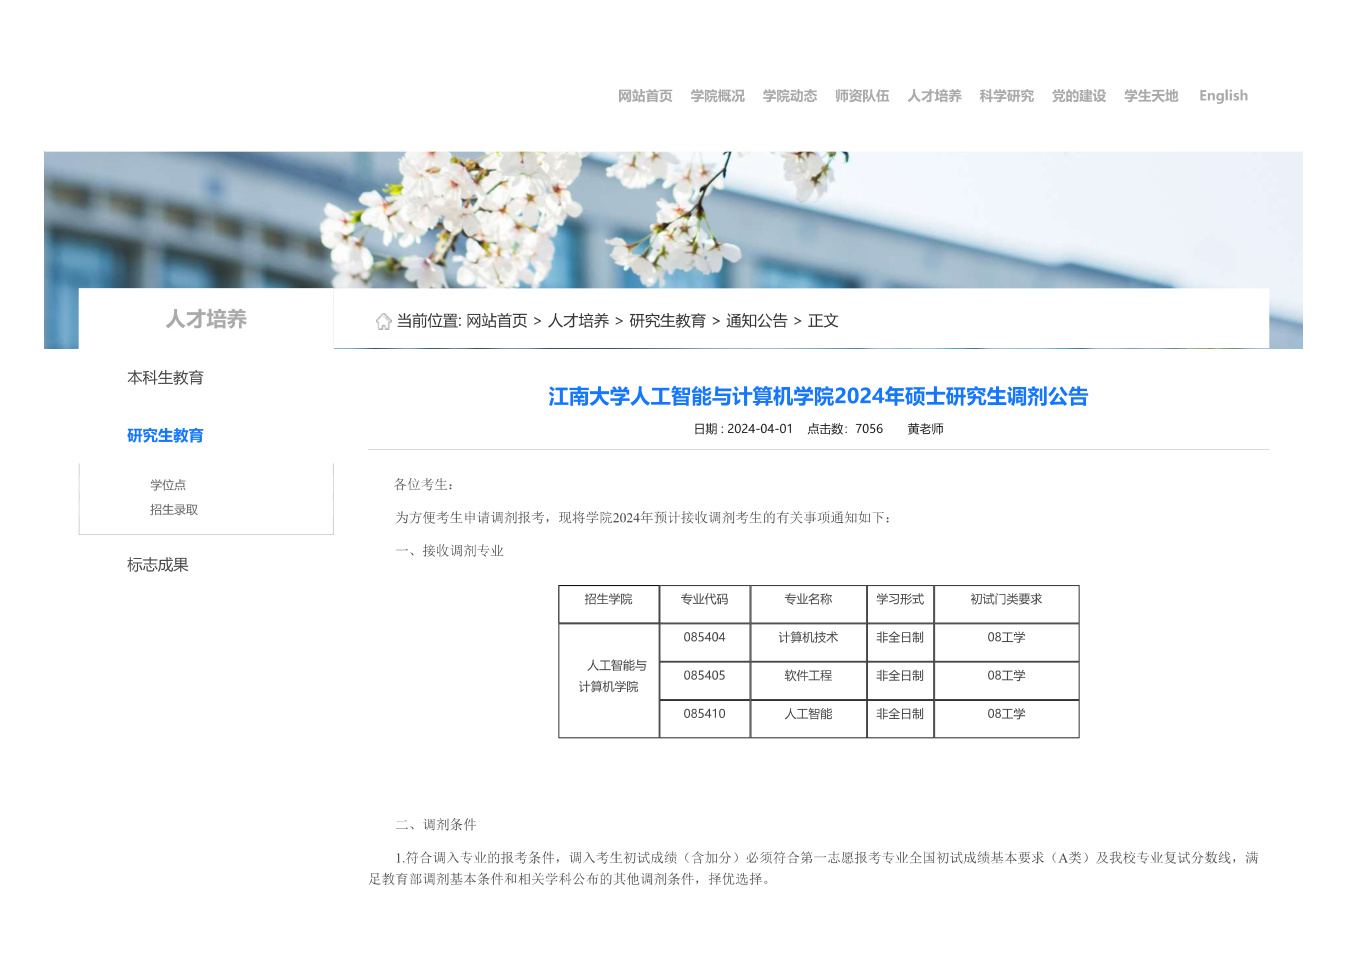 网站首页 学院概况 学院动态 师资队伍 人才培养 科学研究 党的建设 学生天地 English
人才培养
当前位置: 网站首页 > 人才培养 > 研究生教育 > 通知公告 > 正文
本科生教育
研究生教育
学位点
招生录取
标志成果
江南大学人工智能与计算机学院2024年硕士研究生调剂公告
日期 : 2024-04-01 点击数：7056 黄老师
各位考生：
为方便考生申请调剂报考，现将学院2024年预计接收调剂考生的有关事项通知如下：
一、接收调剂专业
招生学院 专业代码 专业名称 学习形式 初试门类要求
人工智能与
计算机学院
085404 计算机技术 非全日制 08工学
085405 软件工程 非全日制 08工学
085410 人工智能 非全日制 08工学
二、调剂条件
1.符合调入专业的报考条件，调入考生初试成绩（含加分）必须符合第一志愿报考专业全国初试成绩基本要求（A类）及我校专业复试分数线，满
足教育部调剂基本条件和相关学科公布的其他调剂条件，择优选择。